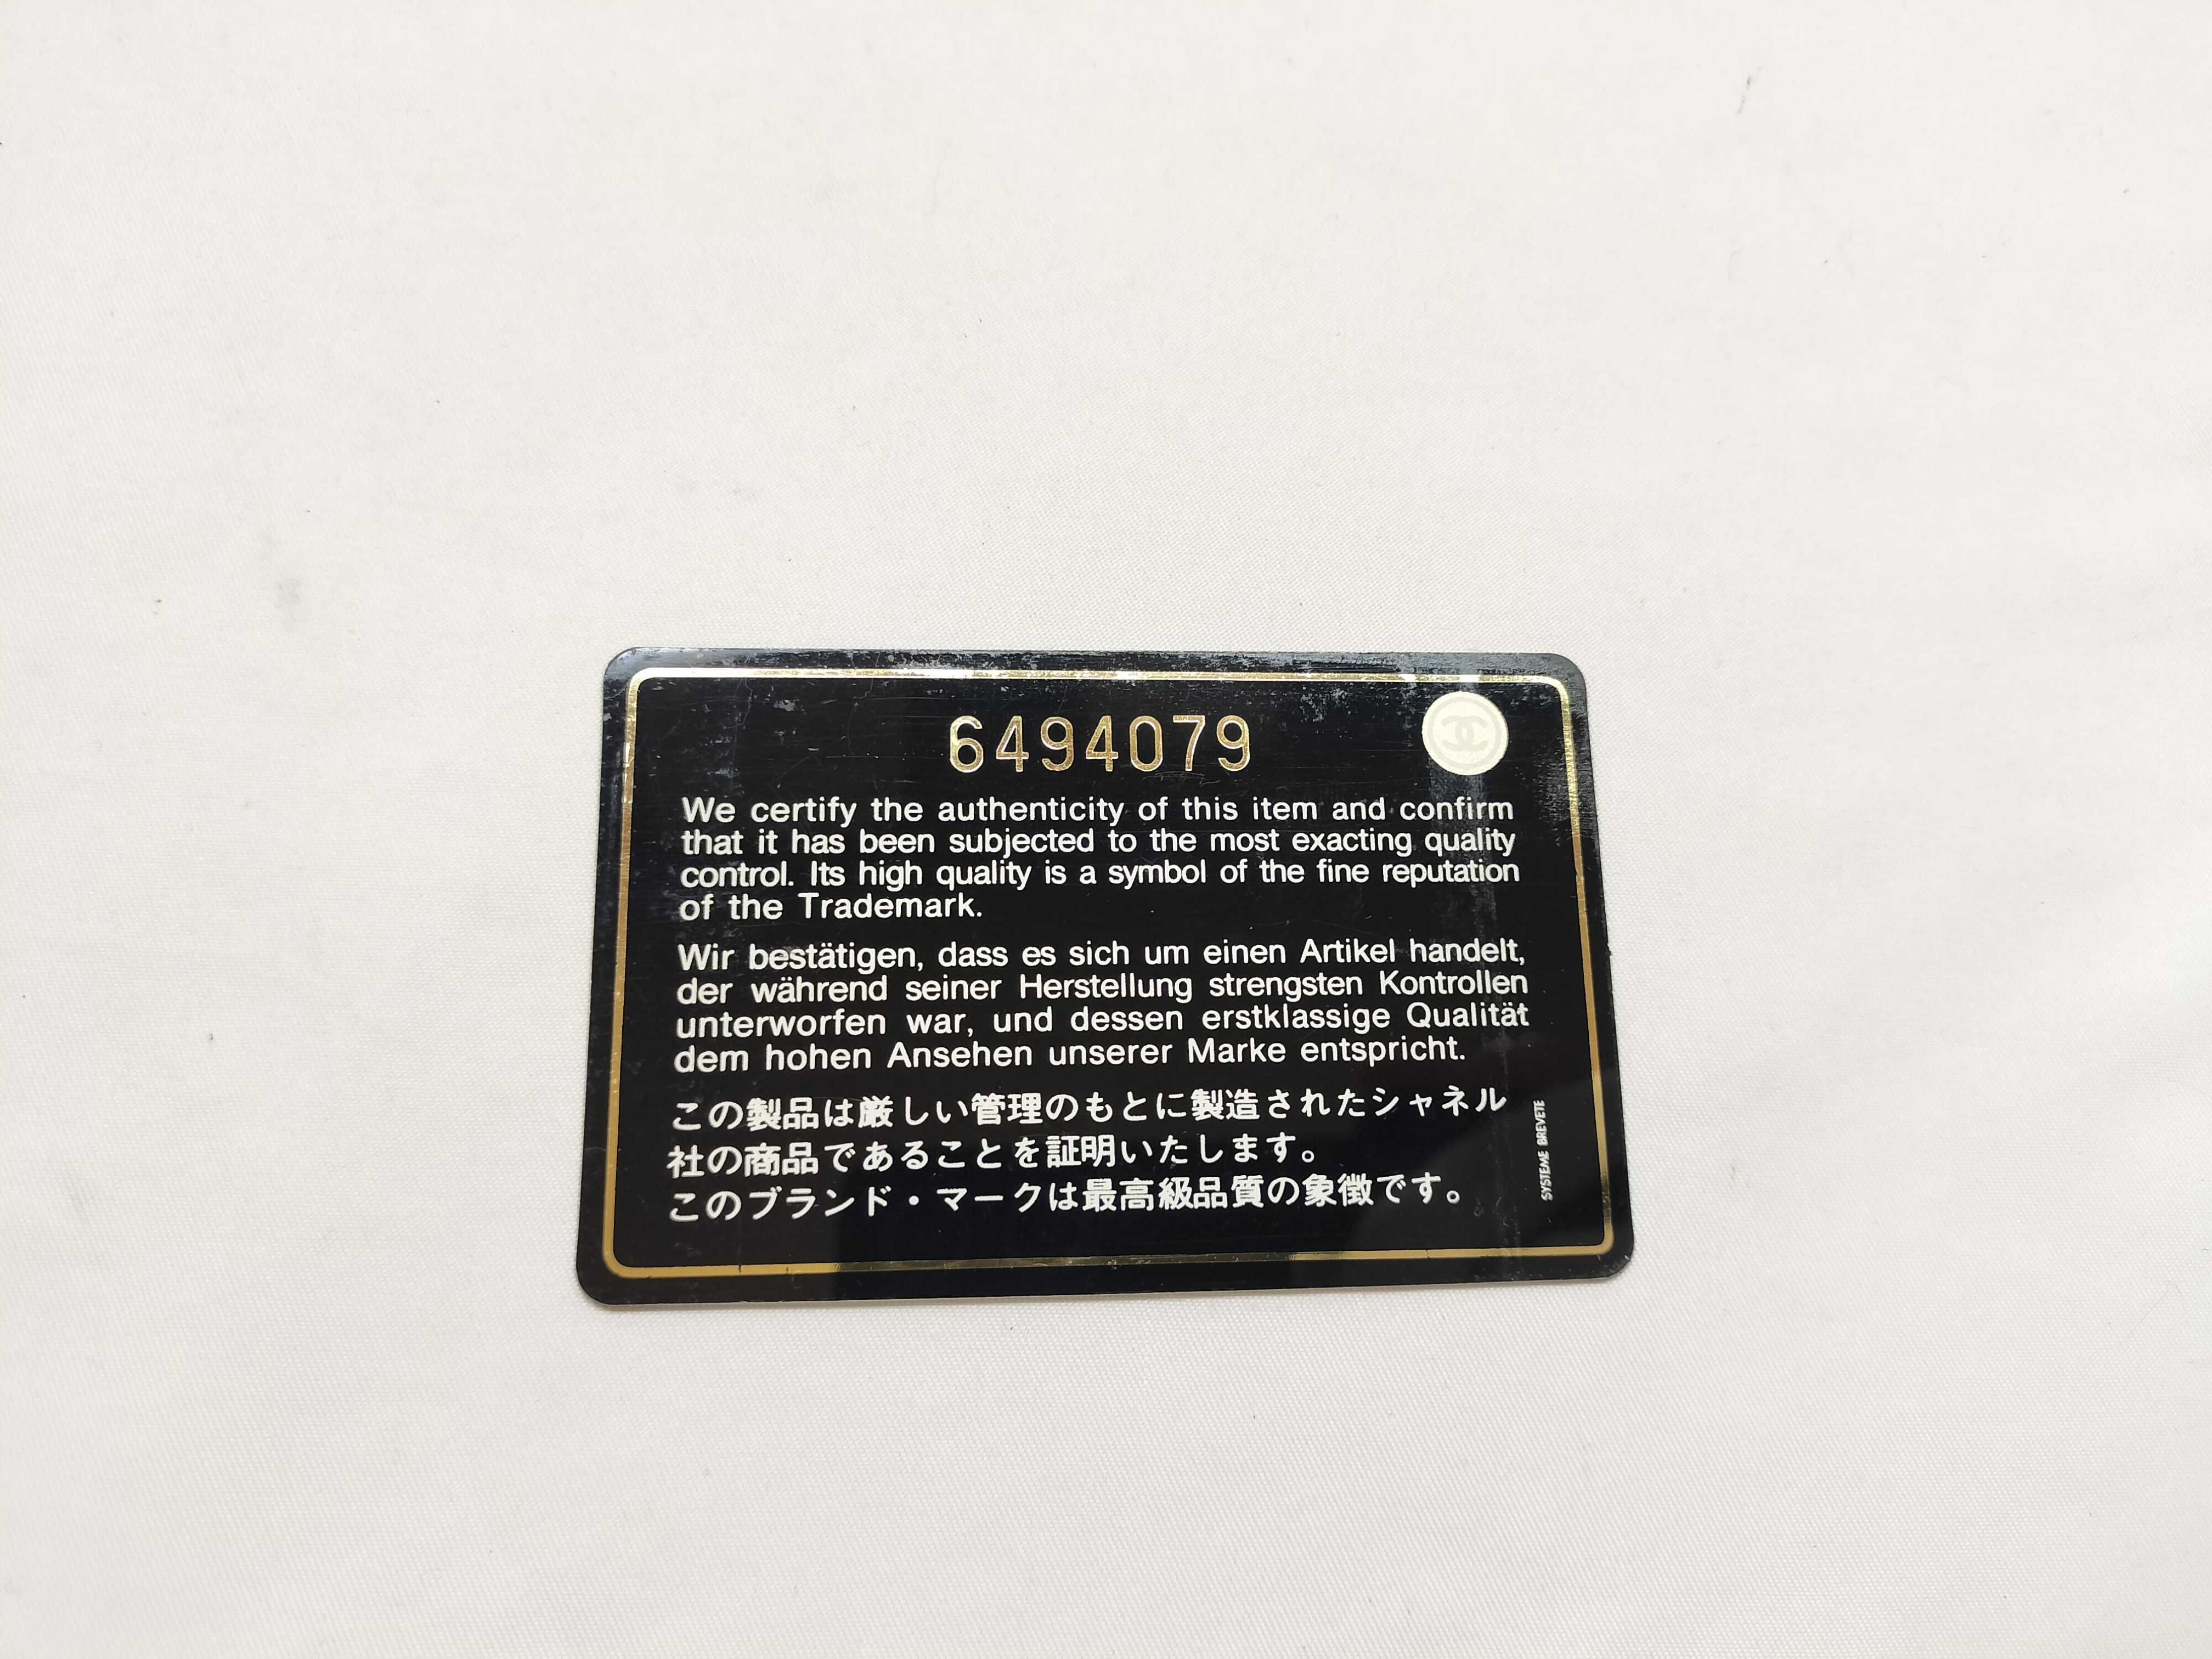 6494079
We certify the authenticity of this item and confirm
that it has been subjected to the most exacting quality
control. Its high quality is a symbol of the fine reputation
of the Trademark.
Wir bestätigen, dass es sich um einen Artikel handelt,
der während seiner Herstellung strengsten Kontrollen
unterworfen war, und dessen erstklassige Qualität
dem hohen Ansehen unserer Marke entspricht.
この製品は厳しい管理のもとに製造されたシャネル
社の商品であることを証明いたします。
このブランド・マークは最高級品質の象徴です。
SYSTEME BREVETE